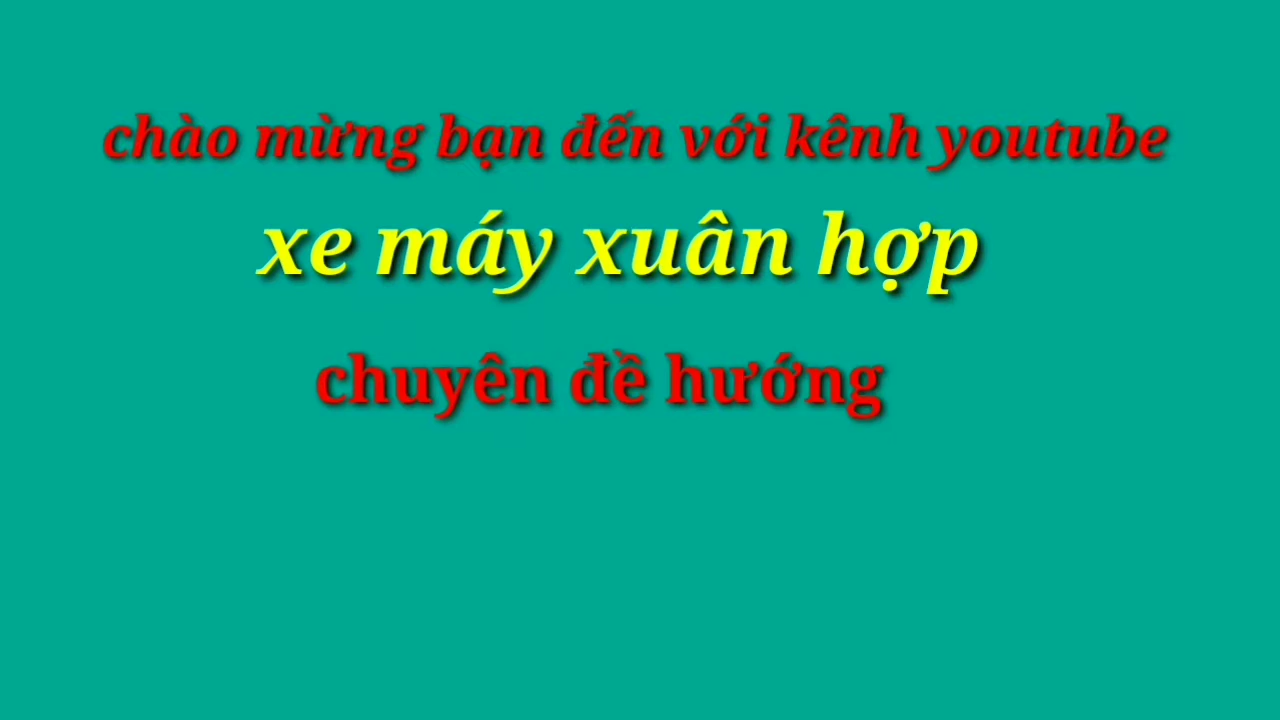 chào mừng bạn đến với kênh youtube
xe máy xuân hợp
chuyên đề hướng